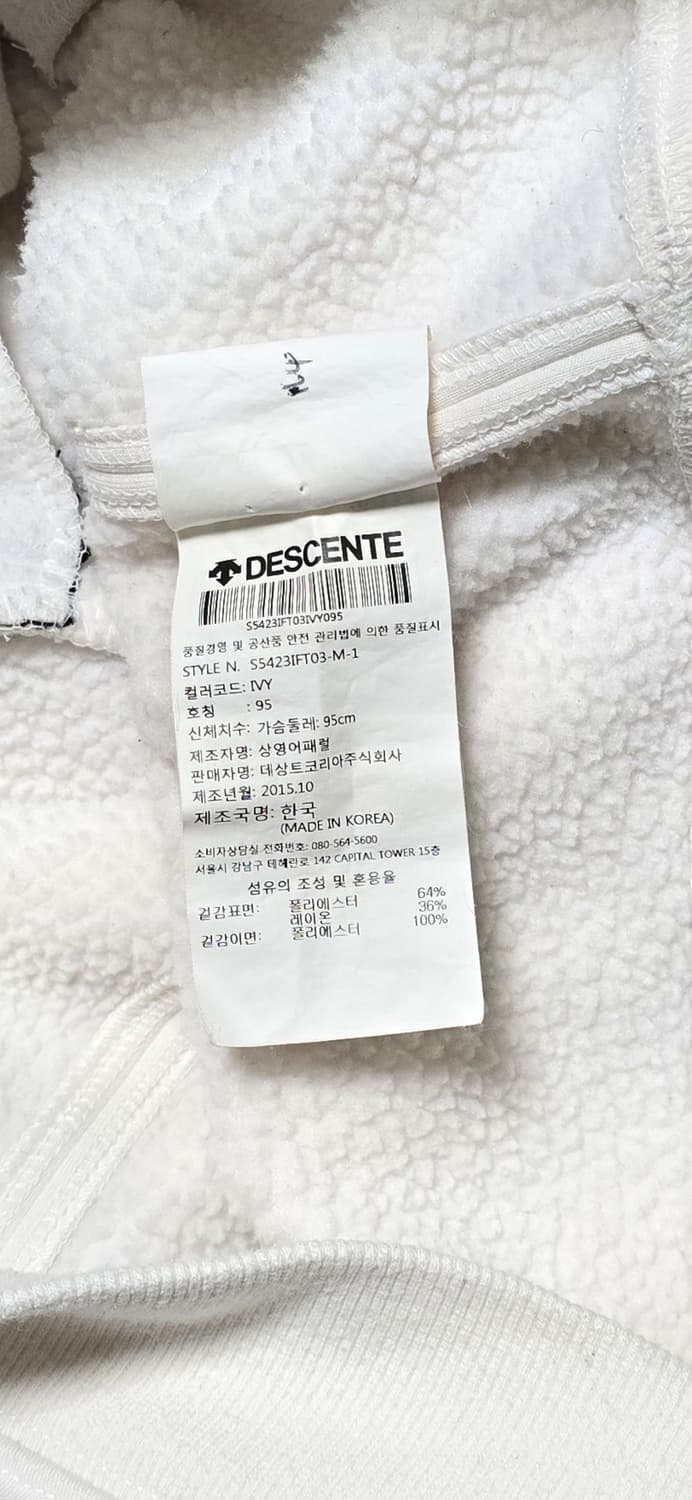 DESCENTE
S5423IFT03IVY095
품질경영 및 공산품 안전 관리법에 의한 품질표시
STYLE N. S5423IFT03-M-1
컬러코드: IVY
호칭 : 95
신체치수: 가슴둘레: 95cm
제조자명: 상영어패럴
판매자명: 데상트코리아주식회사
제조년월: 2015.10
제조국명: 한국
(MADE IN KOREA)
소비자상담실 전화번호: 080-564-5600
서울시 강남구 테헤란로 142 CAPITAL TOWER 15층
섬유의 조성 및 혼용율
겉감표면: 폴리에스터 64%
레이온 36%
겉감이면: 폴리에스터 100%